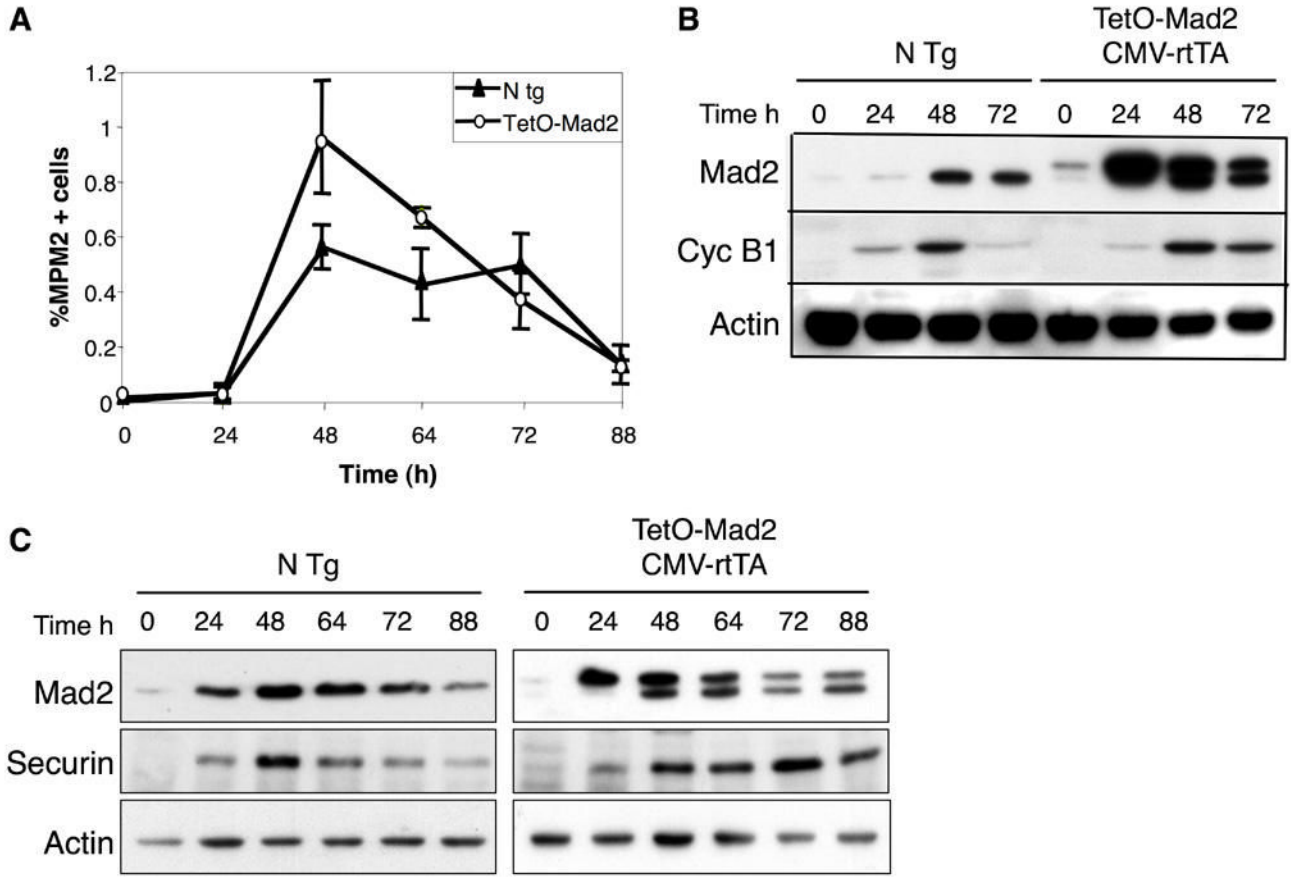 A
1.2
1
0.8
0.6
0.4
0.2
0
%MPM2 + cells
N tg
TetO-Mad2
0 24 48 64 72 88
Time (h)
B
TetO-Mad2
N Tg CMV-rtTA
Time h 0 24 48 72 0 24 48 72
Mad2
Cyc B1
Actin
C
TetO-Mad2
N Tg CMV-rtTA
Time h 0 24 48 64 72 88 0 24 48 64 72 88
Mad2
Securin
Actin